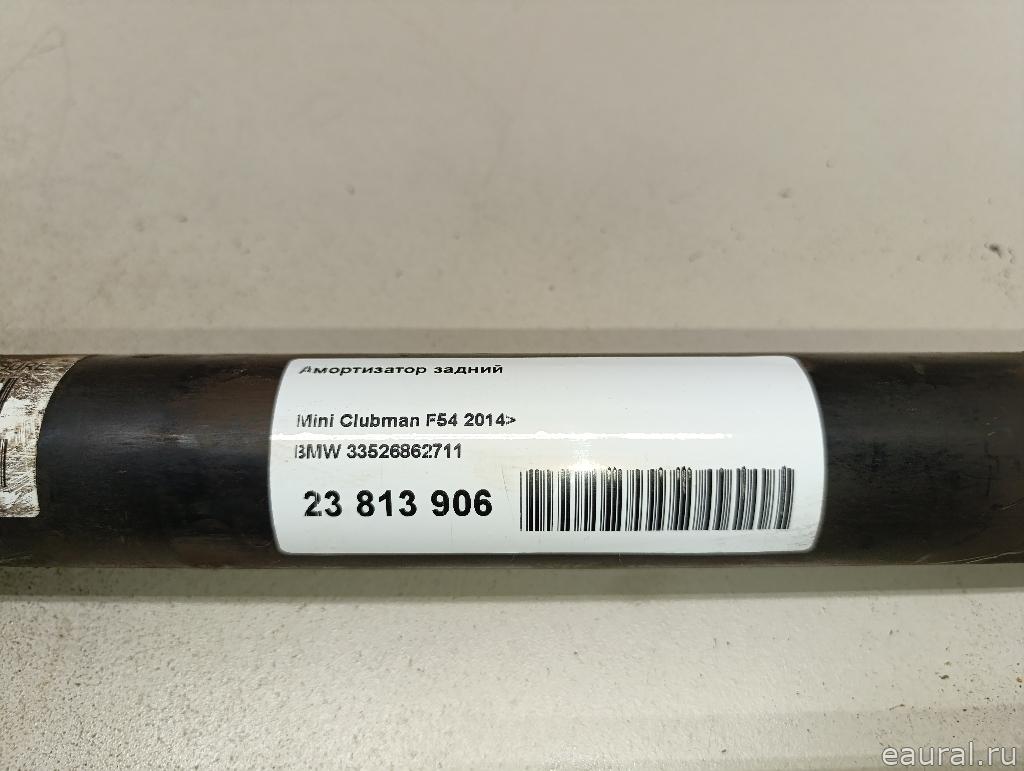 Амортизатор задний
Mini Clubman F54 2014>
BMW 33526862711
23 813 906
eaural.ru